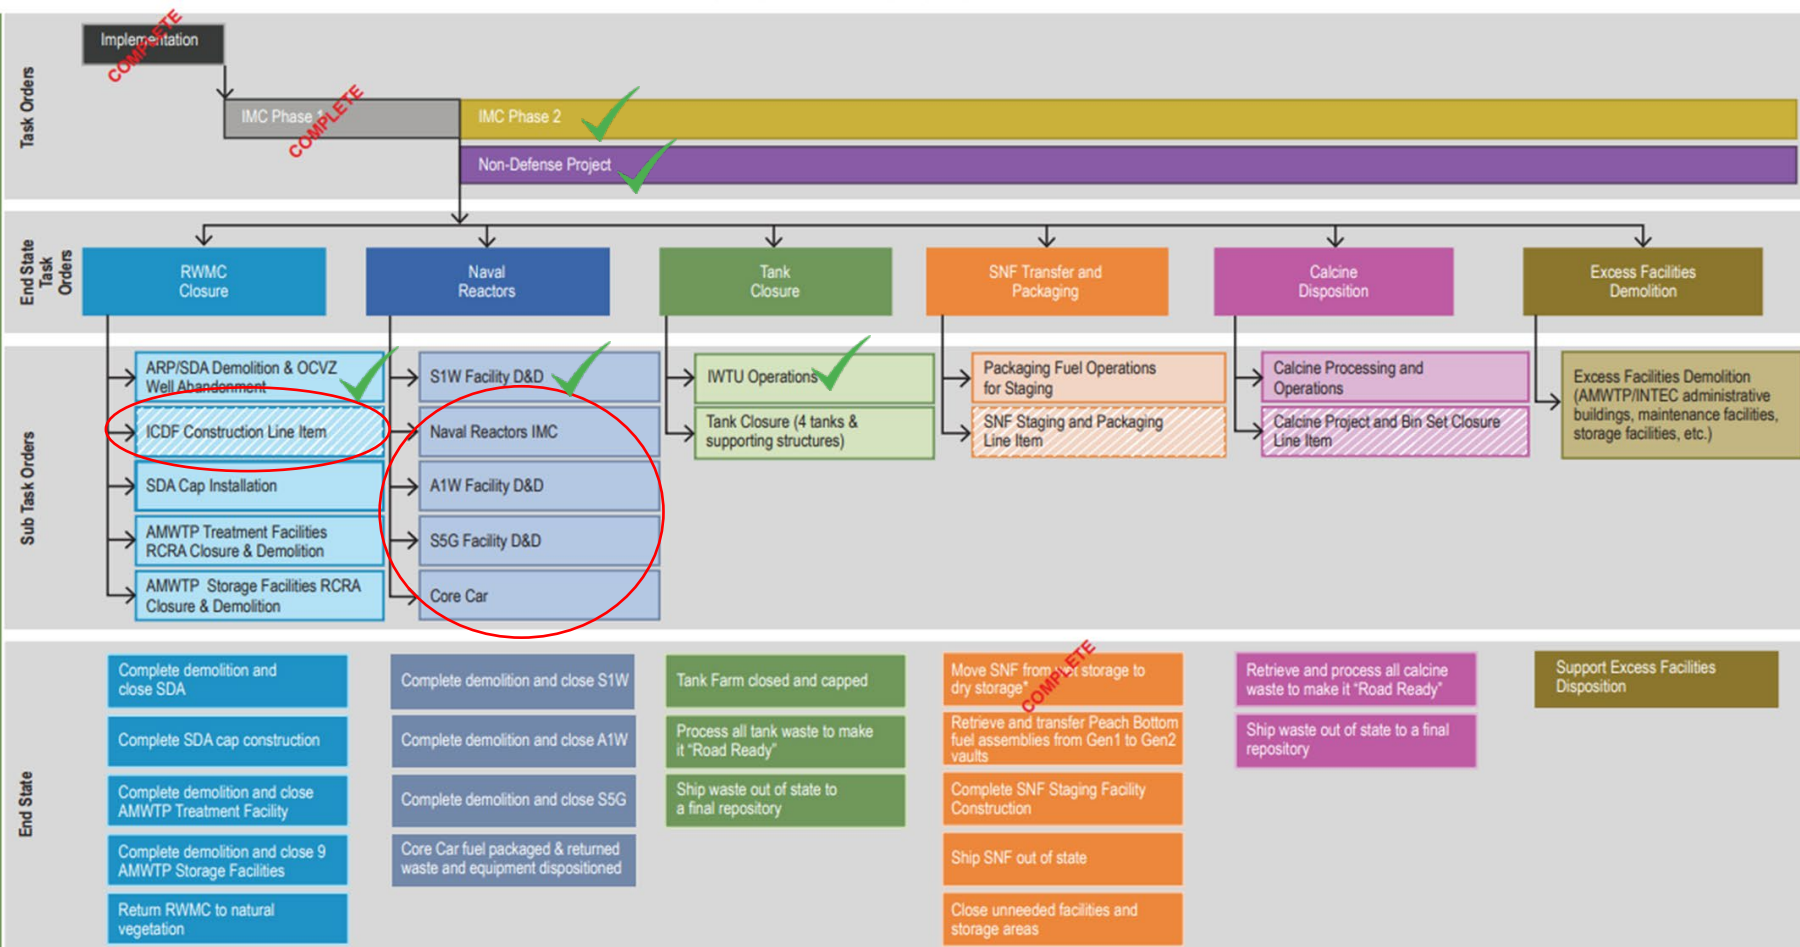 Task Orders
Implementation
COMPLETE
IMC Phase 1
COMPLETE
IMC Phase 2
Non-Defense Project
End State
Task
Orders
RWMC
Closure
Naval
Reactors
Tank
Closure
SNF Transfer and
Packaging
Calcine
Disposition
Excess Facilities
Demolition
Sub Task Orders
ARP/SDA Demolition & OCVZ
Well Abandonment
ICDF Construction Line Item
SDA Cap Installation
AMWTP Treatment Facilities
RCRA Closure & Demolition
AMWTP Storage Facilities RCRA
Closure & Demolition
S1W Facility D&D
Naval Reactors IMC
A1W Facility D&D
S5G Facility D&D
Core Car
IWTU Operations
Tank Closure (4 tanks &
supporting structures)
Packaging Fuel Operations
for Staging
SNF Staging and Packaging
Line Item
Calcine Processing and
Operations
Calcine Project and Bin Set Closure
Line Item
Excess Facilities Demolition
(AMWTP/INTEC administrative
buildings, maintenance facilities,
storage facilities, etc.)
End State
Complete demolition and
close SDA
Complete SDA cap construction
Complete demolition and close
AMWTP Treatment Facility
Complete demolition and close 9
AMWTP Storage Facilities
Return RWMC to natural
vegetation
Complete demolition and close S1W
Complete demolition and close A1W
Complete demolition and close S5G
Core Car fuel packaged & returned
waste and equipment dispositioned
Tank Farm closed and capped
Process all tank waste to make
it “Road Ready”
Ship waste out of state to
a final repository
Move SNF from wet storage to
dry storage*
COMPLETE
Retrieve and transfer Peach Bottom
fuel assemblies from Gen1 to Gen2
vaults
Complete SNF Staging Facility
Construction
Ship SNF out of state
Close unneeded facilities and
storage areas
Retrieve and process all calcine
waste to make it “Road Ready”
Ship waste out of state to a final
repository
Support Excess Facilities
Disposition